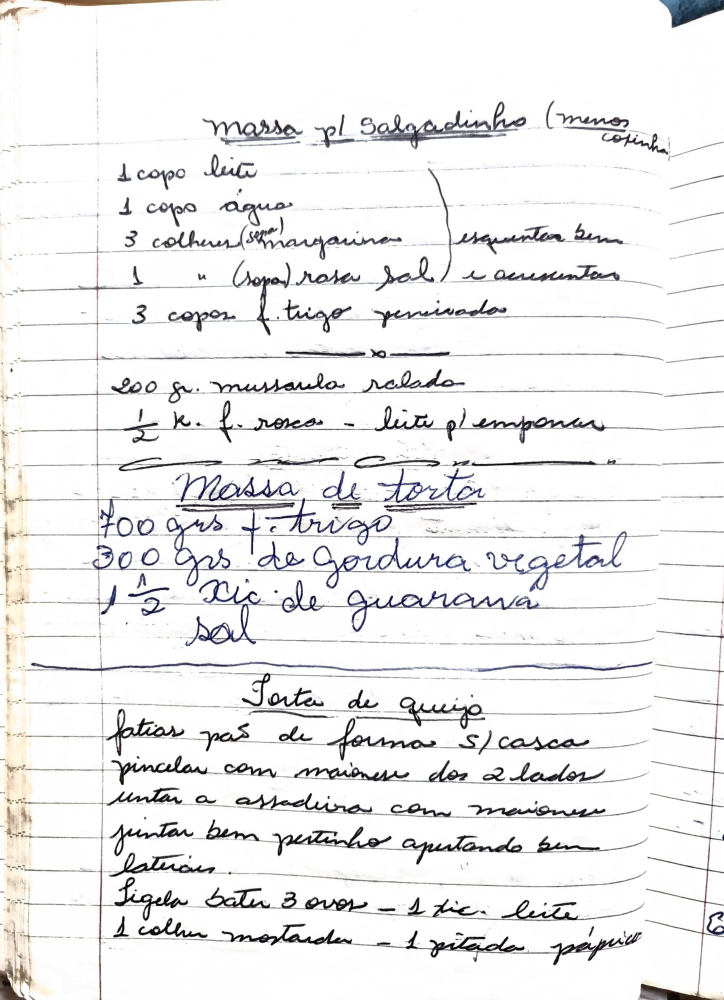 Massa p/ Salgadinho (menos
coxinha)
1 copo leite
1 copo água
3 colheres (sopa) margarina esquentar bem
1 " (sopa) rasa sal e acrescentar
3 copos f. trigo peneirada
200 gr. mussarela ralada
1/2 k. f. rosca - leite p/ empanar
Massa de torta
700 grs f. trigo
300 grs de Gordura vegetal
1 1/2 xic. de guaraná
sal
Torta de queijo
fatias paõ de forma s/ casca
pincelar com maionese dos 2 lados
untar a assadeira com maionese
juntar bem pertinho apertando bem
laterais.
Tigela bater 3 ovos - 1 xic. leite
1 colher mostarda - 1 pitada páprica